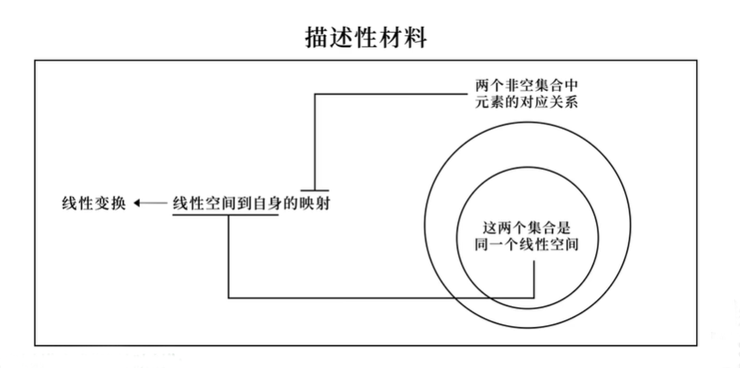 描述性材料
两个非空集合中
元素的对应关系
线性变换
线性空间到自身的映射
这两个集合是
同一个线性空间